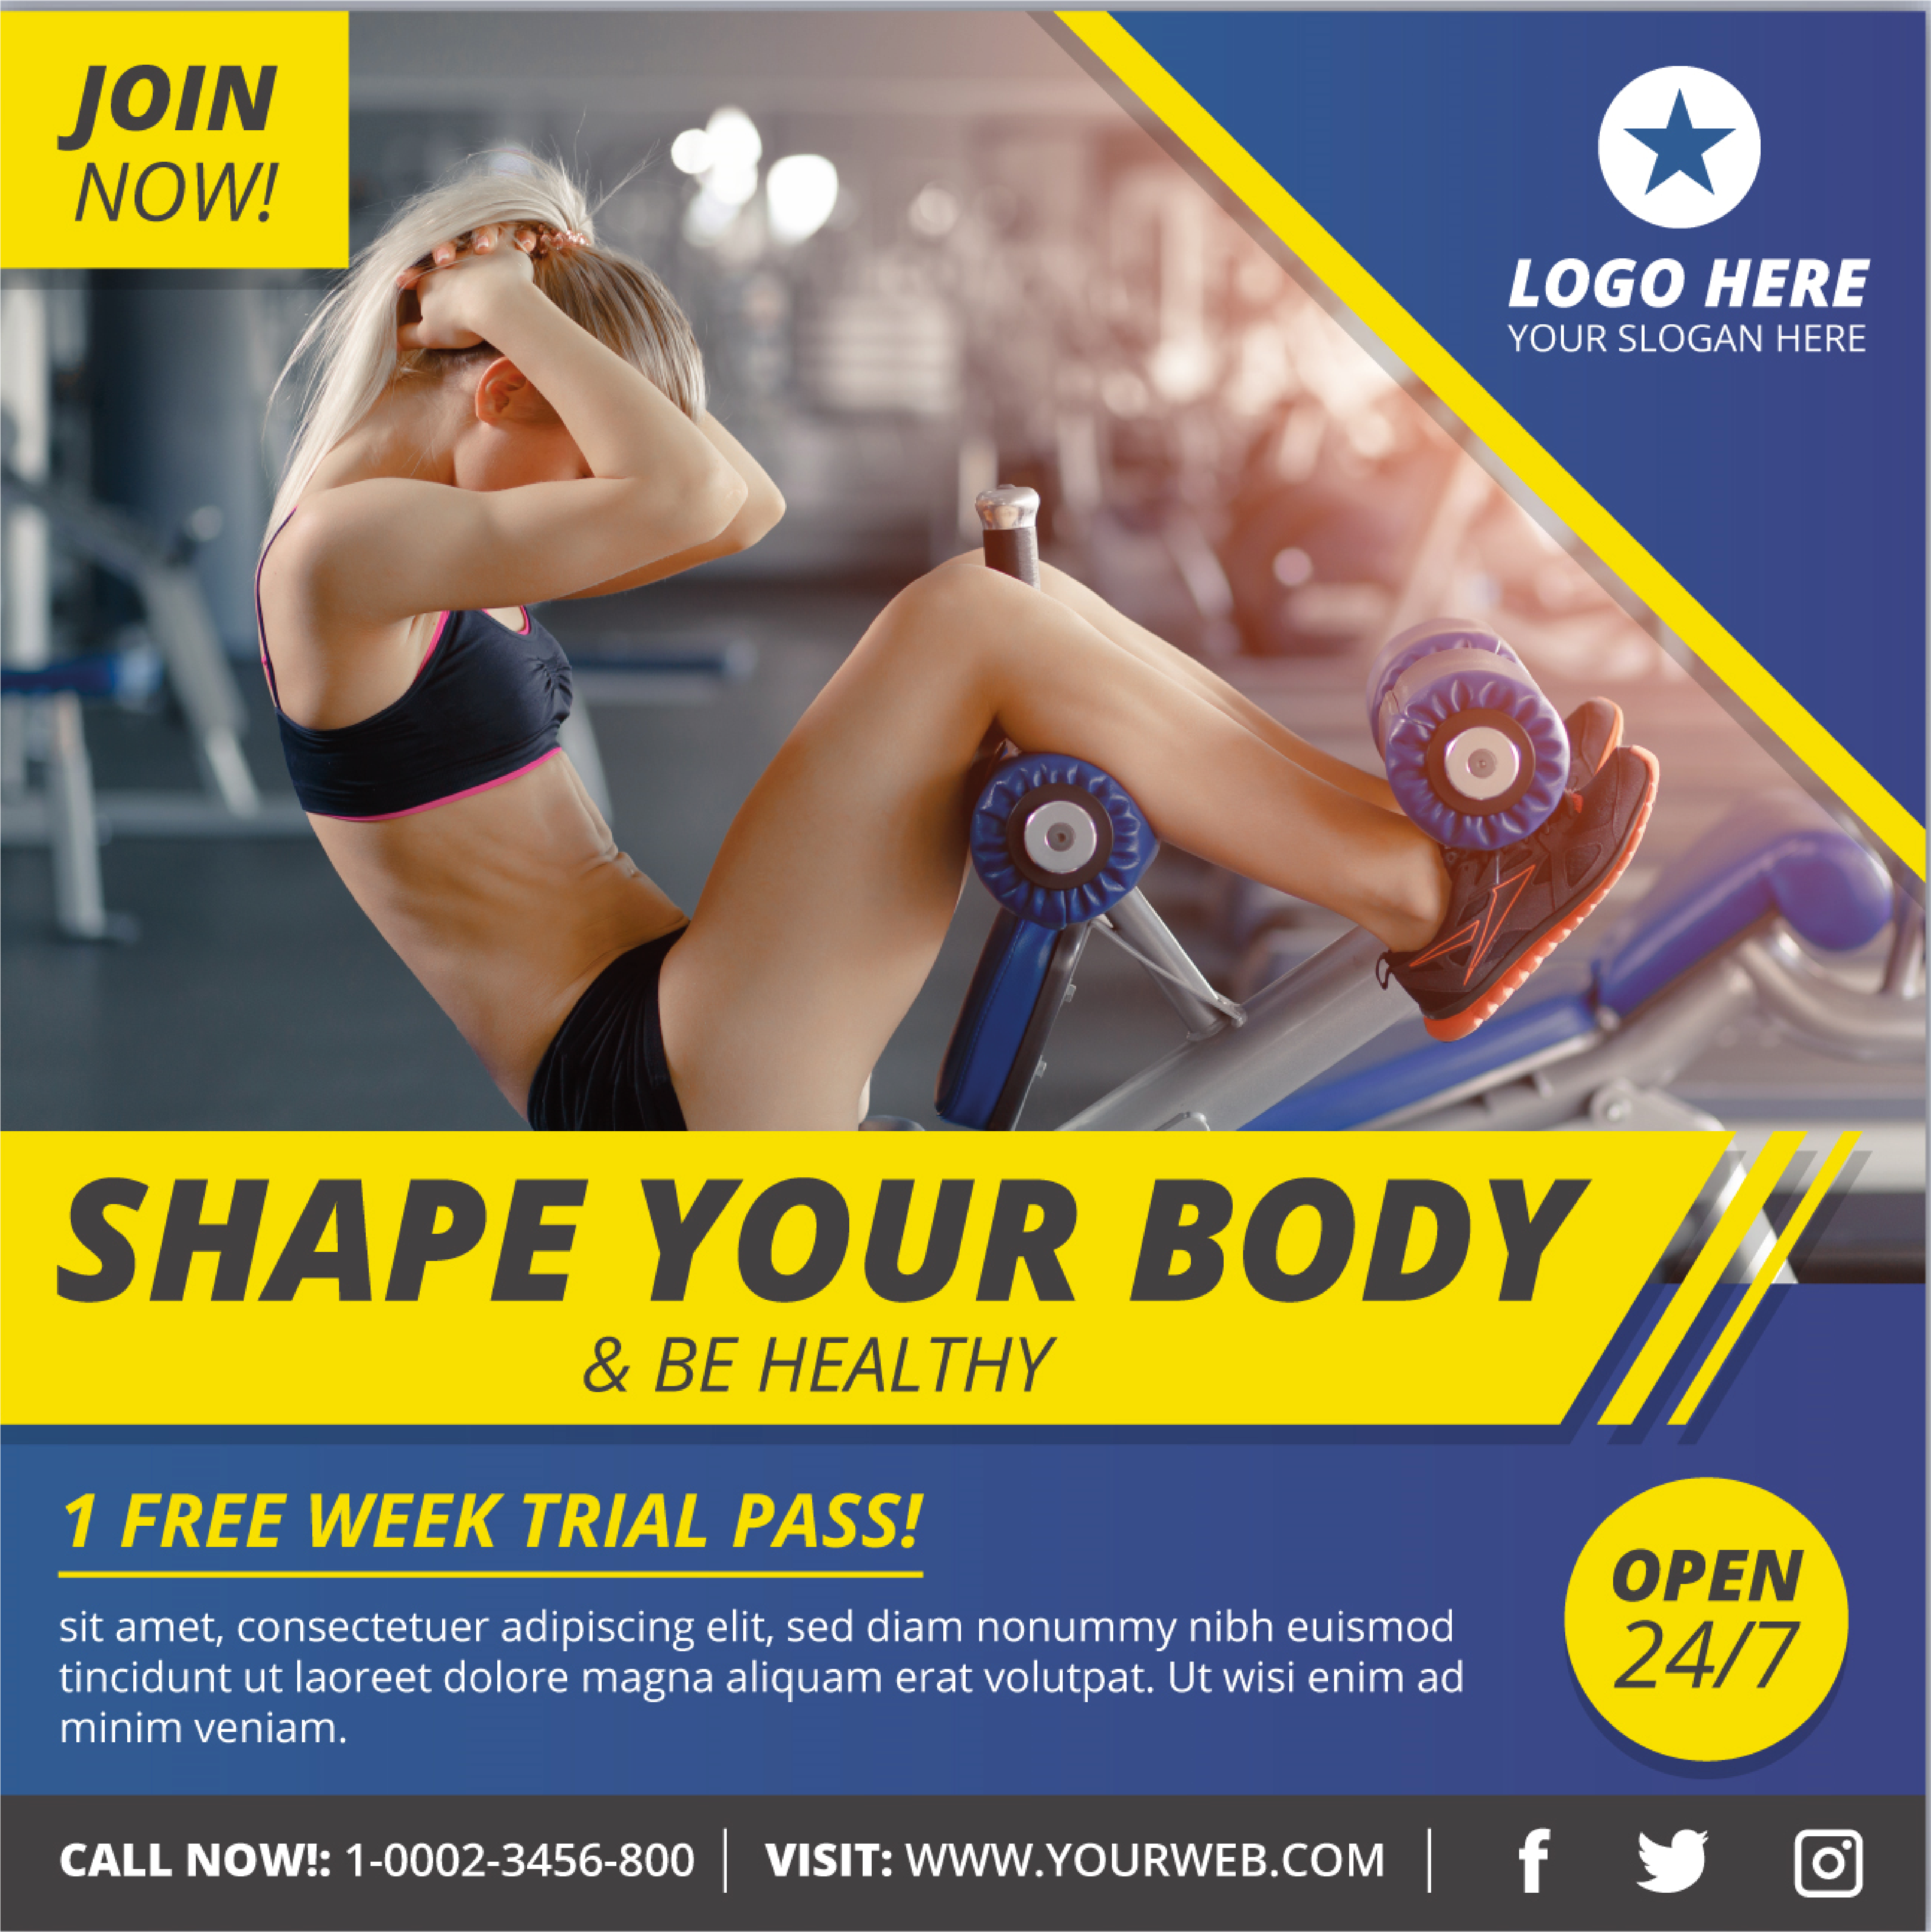 JOIN
NOW!
LOGO HERE
YOUR SLOGAN HERE
SHAPE YOUR BODY
& BE HEALTHY
1 FREE WEEK TRIAL PASS!
sit amet, consectetuer adipiscing elit, sed diam nonummy nibh euismod
tincidunt ut laoreet dolore magna aliquam erat volutpat. Ut wisi enim ad
minim veniam.
OPEN
24/7
CALL NOW!: 1-0002-3456-800
VISIT: WWW.YOURWEB.COM